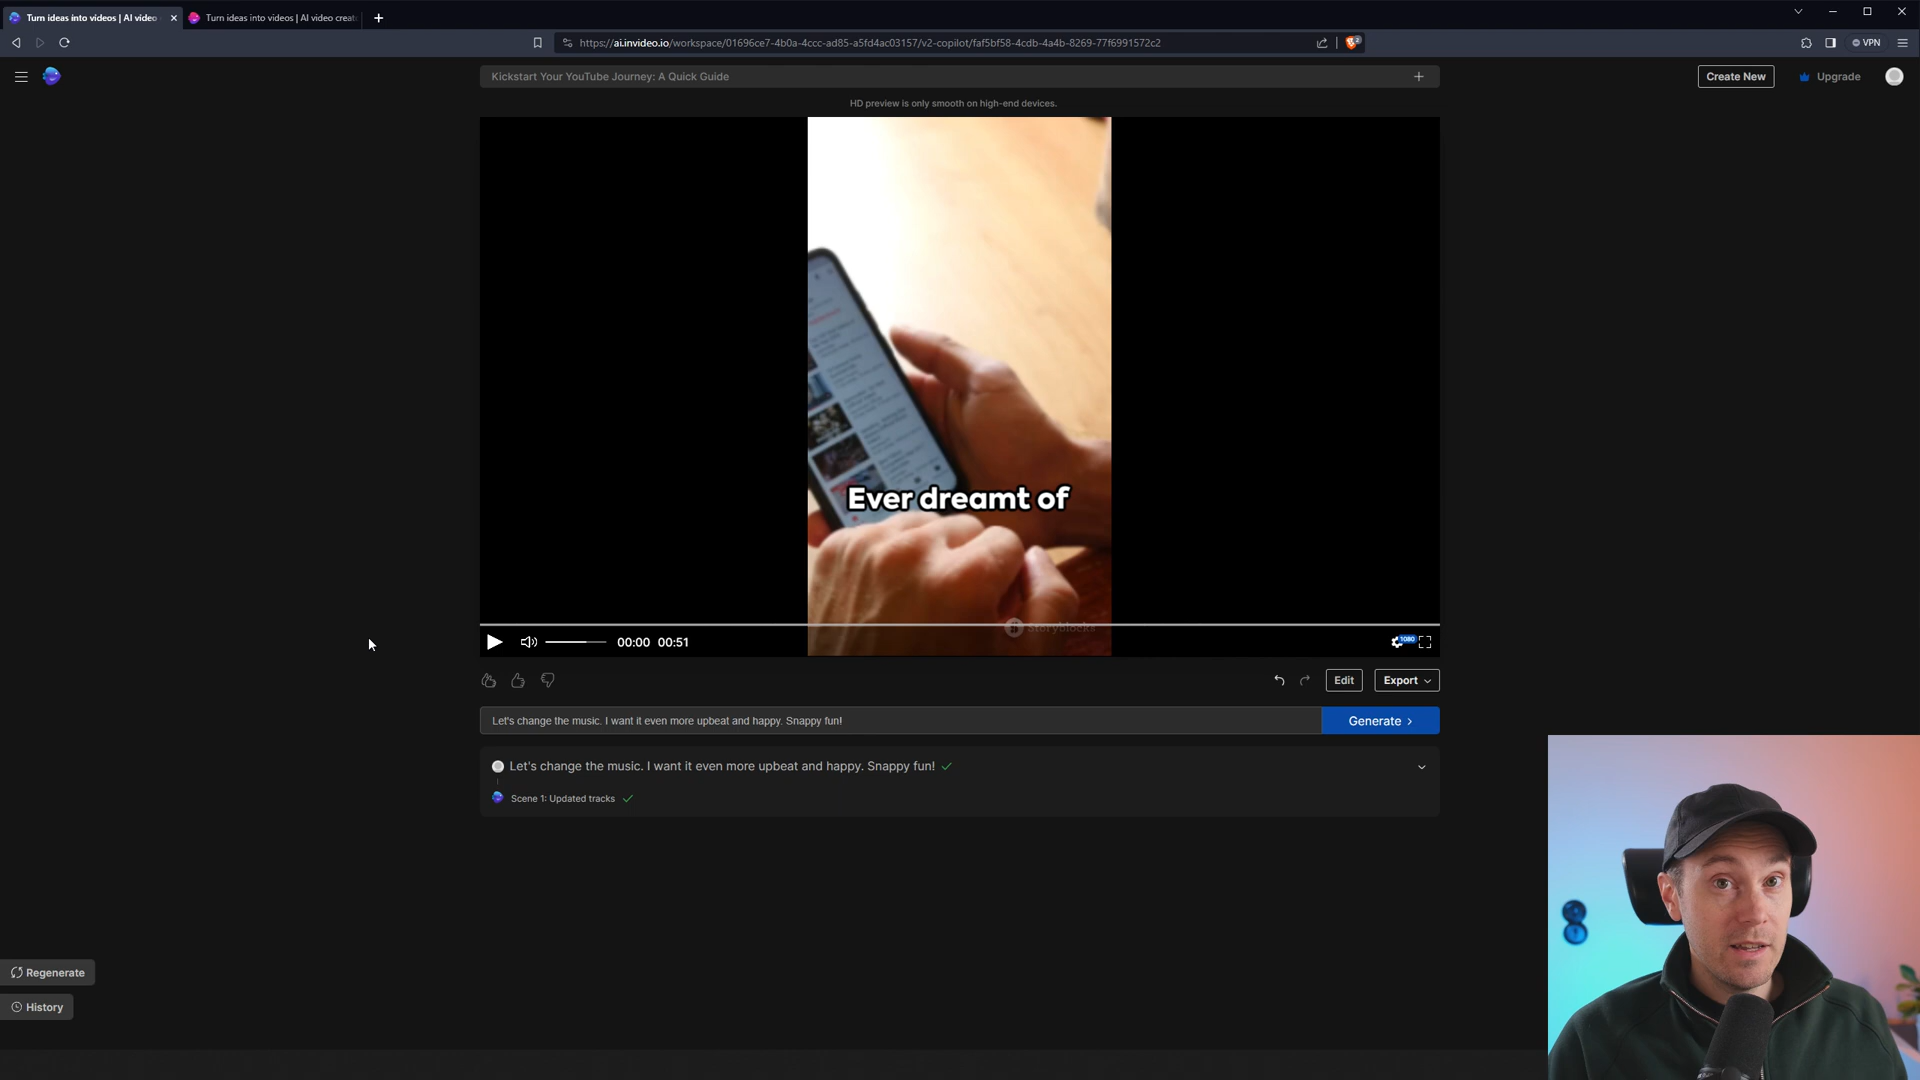 Turn ideas into videos | AI video
Turn ideas into videos | AI video creat
https://ai.invideo.io/workspace/01696ce7-4b0a-4ccc-ad85-a5fd4ac03157/v2-copilot/faf5bf58-4cdb-4a4b-8269-77f6991572c2
VPN
Kickstart Your YouTube Journey: A Quick Guide
Create New
Upgrade
HD preview is only smooth on high-end devices.
Ever dreamt of
Storyblocks
00:00 00:51
1080
Edit
Export
Let's change the music. I want it even more upbeat and happy. Snappy fun!
Generate
Let's change the music. I want it even more upbeat and happy. Snappy fun!
Scene 1: Updated tracks
Regenerate
History